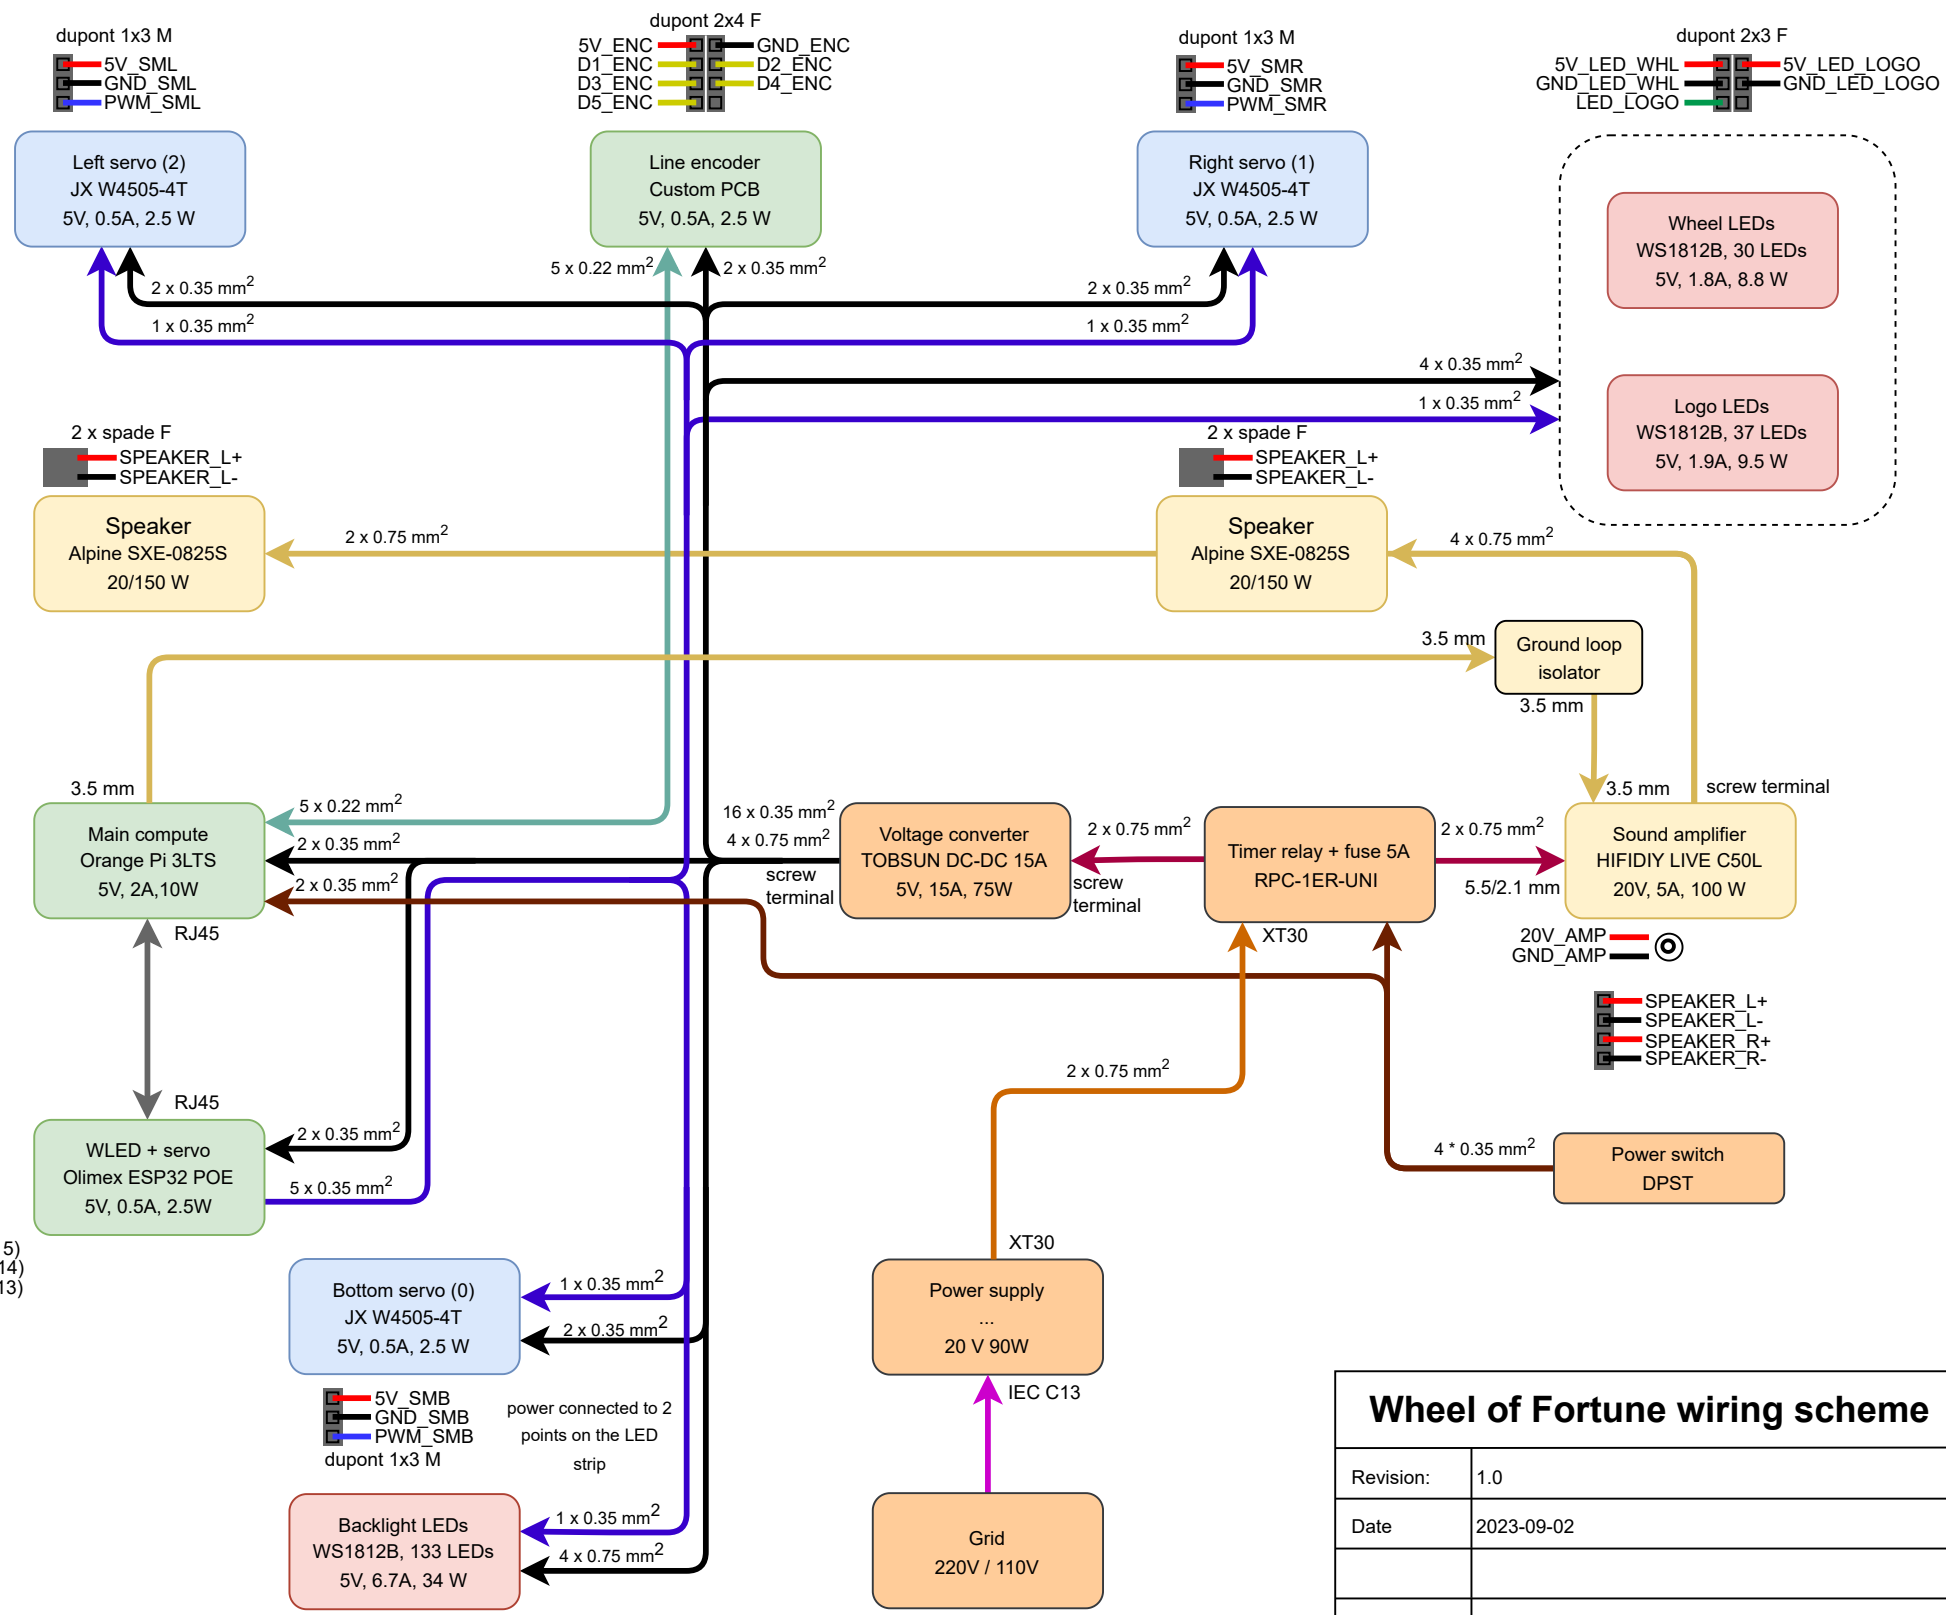 dupont 1x3 M
5V_SML
GND_SML
PWM_SML
Left servo (2)
JX W4505-4T
5V, 0.5A, 2.5 W
dupont 2x4 F
5V_ENC
GND_ENC
D1_ENC
D2_ENC
D3_ENC
D4_ENC
D5_ENC
Line encoder
Custom PCB
5V, 0.5A, 2.5 W
dupont 1x3 M
5V_SMR
GND_SMR
PWM_SMR
Right servo (1)
JX W4505-4T
5V, 0.5A, 2.5 W
dupont 2x3 F
5V_LED_WHL
5V_LED_LOGO
GND_LED_WHL
GND_LED_LOGO
LED_LOGO
Wheel LEDs
WS1812B, 30 LEDs
5V, 1.8A, 8.8 W
Logo LEDs
WS1812B, 37 LEDs
5V, 1.9A, 9.5 W
5 x 0.22 mm2
2 x 0.35 mm2
2 x 0.35 mm2
2 x 0.35 mm2
1 x 0.35 mm2
1 x 0.35 mm2
4 x 0.35 mm2
1 x 0.35 mm2
2 x spade F
SPEAKER_L+
SPEAKER_L-
Speaker
Alpine SXE-0825S
20/150 W
2 x 0.75 mm2
2 x spade F
SPEAKER_L+
SPEAKER_L-
Speaker
Alpine SXE-0825S
20/150 W
4 x 0.75 mm2
3.5 mm
Ground loop
isolator
3.5 mm
3.5 mm
3.5 mm
screw terminal
Main compute
Orange Pi 3LTS
5V, 2A,10W
5 x 0.22 mm2
2 x 0.35 mm2
2 x 0.35 mm2
16 x 0.35 mm2
4 x 0.75 mm2
screw
terminal
Voltage converter
TOBSUN DC-DC 15A
5V, 15A, 75W
2 x 0.75 mm2
screw
terminal
Timer relay + fuse 5A
RPC-1ER-UNI
2 x 0.75 mm2
5.5/2.1 mm
Sound amplifier
HIFIDIY LIVE C50L
20V, 5A, 100 W
RJ45
XT30
20V_AMP
GND_AMP
SPEAKER_L+
SPEAKER_L-
SPEAKER_R+
SPEAKER_R-
2 x 0.75 mm2
RJ45
WLED + servo
Olimex ESP32 POE
5V, 0.5A, 2.5W
2 x 0.35 mm2
5 x 0.35 mm2
4 * 0.35 mm2
Power switch
DPST
5)
14)
13)
XT30
Bottom servo (0)
JX W4505-4T
5V, 0.5A, 2.5 W
1 x 0.35 mm2
2 x 0.35 mm2
Power supply
...
20 V 90W
5V_SMB
GND_SMB
PWM_SMB
dupont 1x3 M
power connected to 2
points on the LED
strip
IEC C13
Backlight LEDs
WS1812B, 133 LEDs
5V, 6.7A, 34 W
1 x 0.35 mm2
4 x 0.75 mm2
Grid
220V / 110V
Wheel of Fortune wiring scheme
Revision:
1.0
Date
2023-09-02